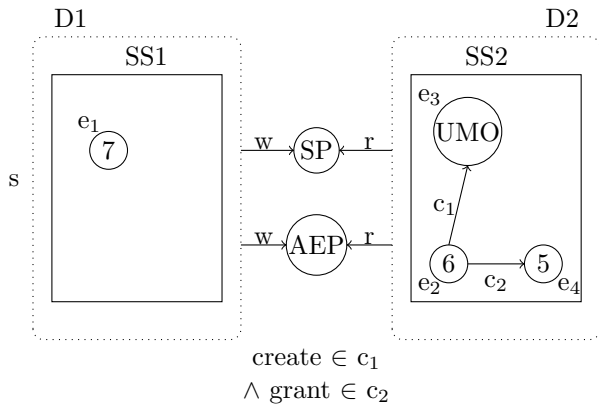 D1
D2
SS1
SS2
e₁
7
s
w
SP
r
e₃
UMO
c₁
w
AEP
r
6
e₂
c₂
5
e₄
create ∈ c₁
∧ grant ∈ c₂